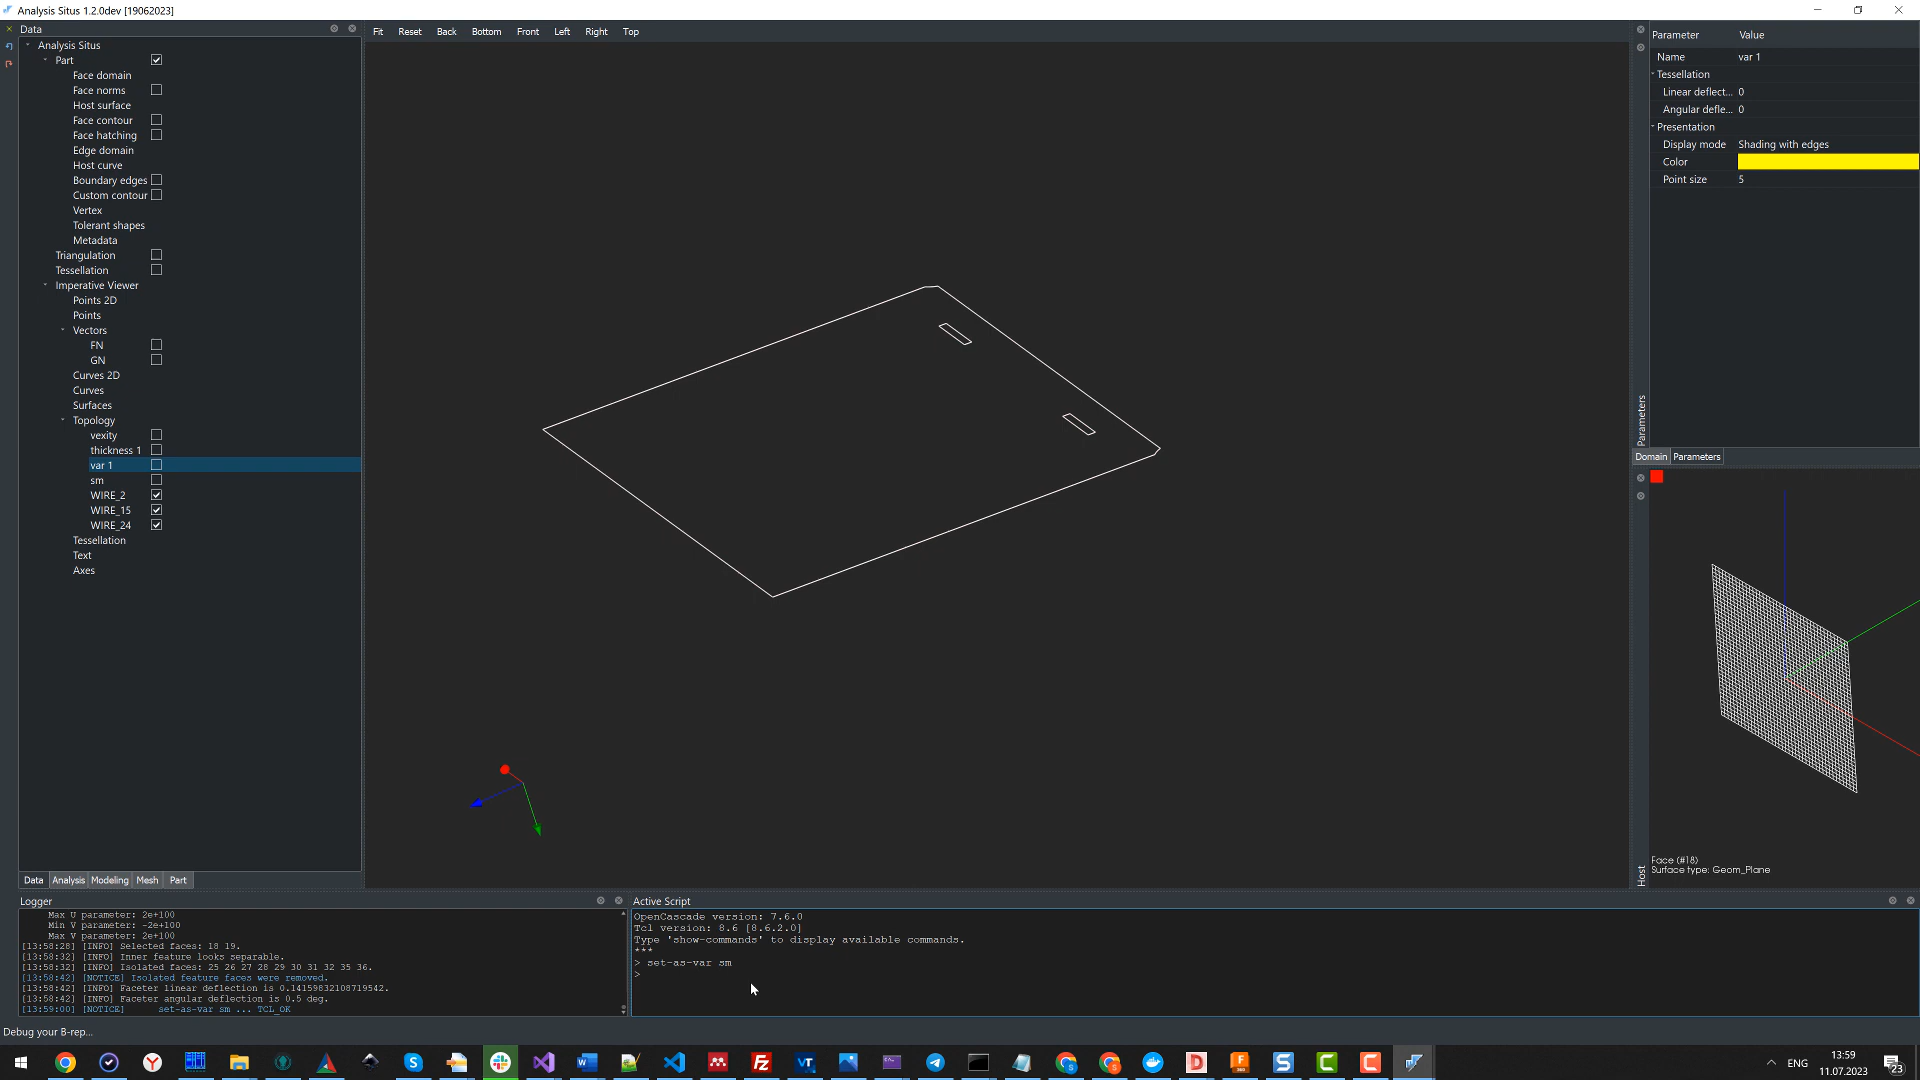 Analysis Situs 1.2.0dev [19062023]
Data
Analysis Situs
Part
Face domain
Face norms
Host surface
Face contour
Face hatching
Edge domain
Host curve
Boundary edges
Custom contour
Vertex
Tolerant shapes
Metadata
Triangulation
Tessellation
Imperative Viewer
Points 2D
Points
Vectors
FN
GN
Curves 2D
Curves
Surfaces
Topology
vexity
thickness 1
var 1
sm
WIRE_2
WIRE_15
WIRE_24
Tessellation
Text
Axes
Data Analysis Modeling Mesh Part
Fit Reset Back Bottom Front Left Right Top
Parameter Value
Name var 1
Tessellation
Linear deflect... 0
Angular defle... 0
Presentation
Display mode Shading with edges
Color
Point size 5
Parameters
Domain Parameters
Face (#18)
Surface type: Geom_Plane
Host
Logger
Max U parameter: 2e+100
Min V parameter: -2e+100
Max V parameter: 2e+100
[13:58:28] [INFO] Selected faces: 18 19.
[13:58:32] [INFO] Inner feature looks separable.
[13:58:32] [INFO] Isolated faces: 25 26 27 28 29 30 31 32 35 36.
[13:58:42] [NOTICE] Isolated feature faces were removed.
[13:58:42] [INFO] Faceter linear deflection is 0.14159832108719542.
[13:58:42] [INFO] Faceter angular deflection is 0.5 deg.
[13:59:00] [NOTICE] set-as-var sm ... TCL_OK
Active Script
OpenCascade version: 7.6.0
Tcl version: 8.6 [8.6.2.0]
Type 'show-commands' to display available commands.
***
> set-as-var sm
>
Debug your B-rep...
ENG
13:59
11.07.2023
23